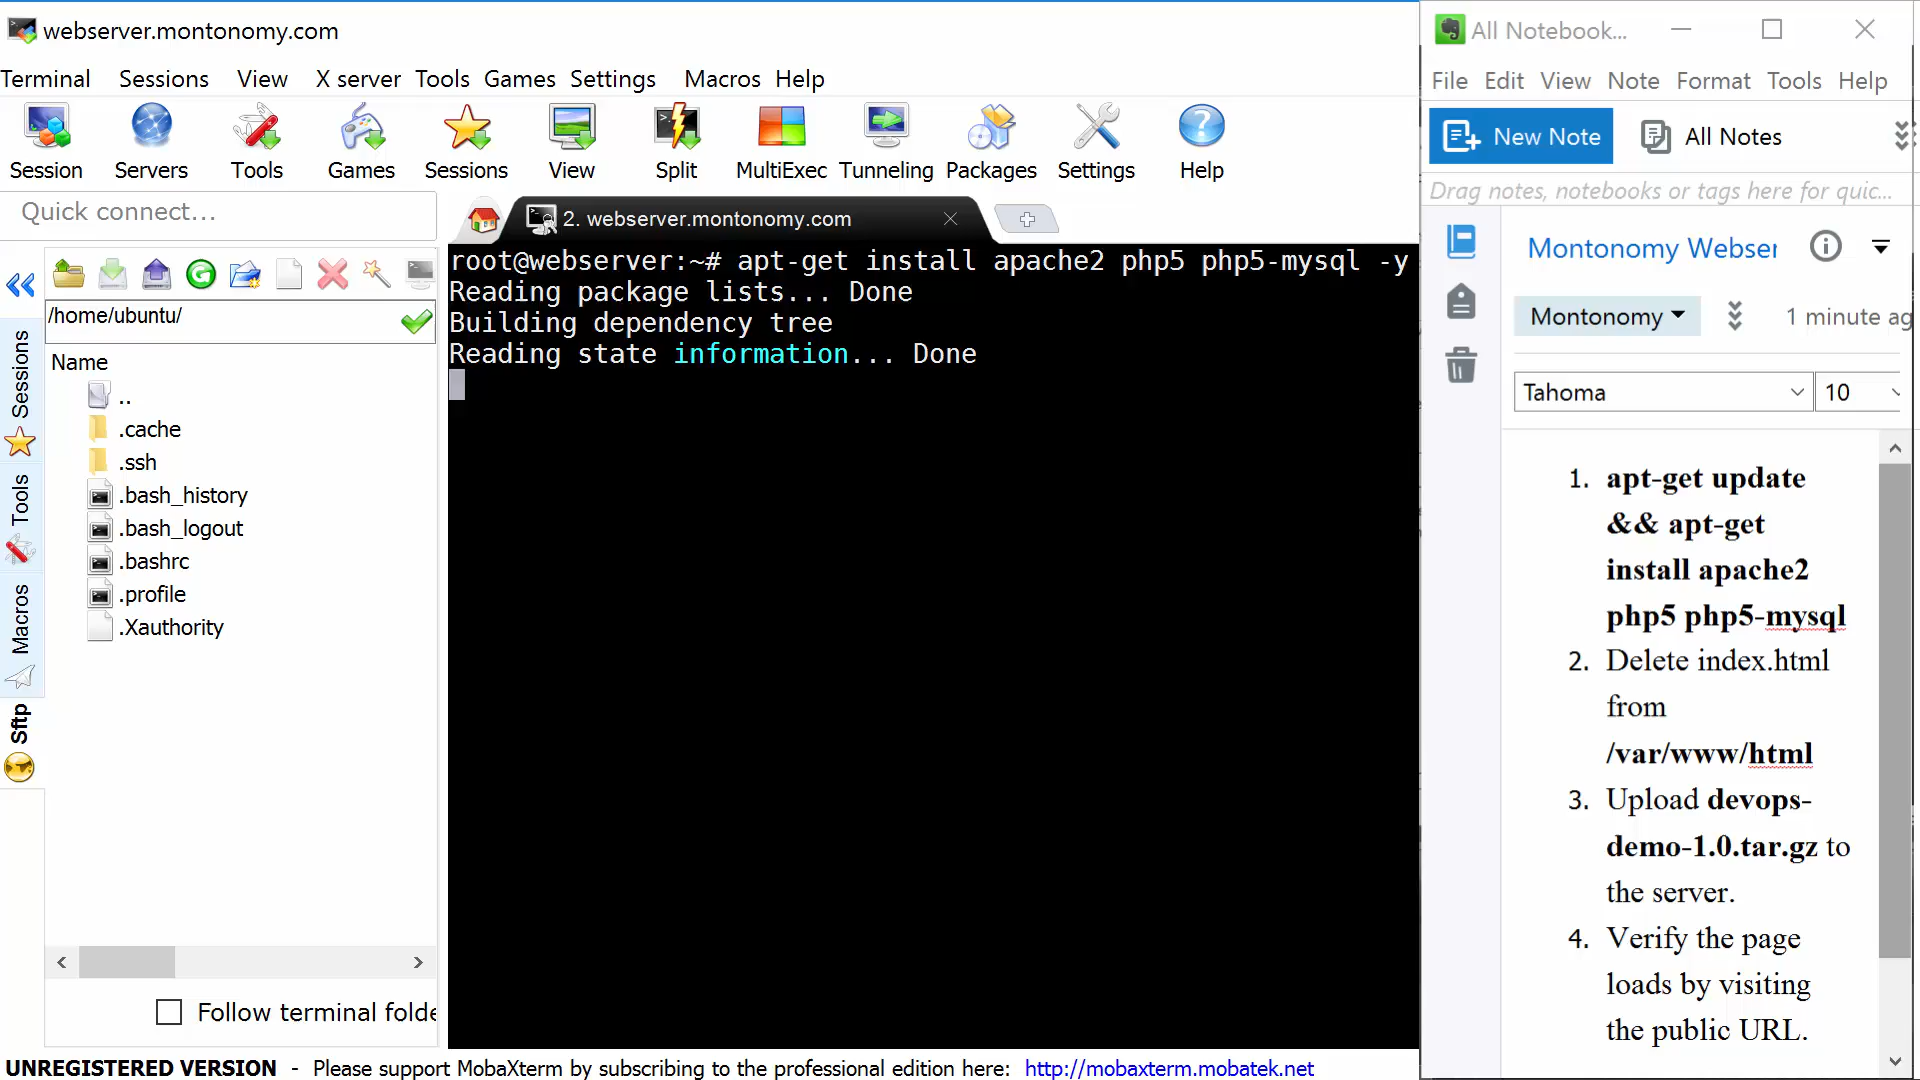 webserver.montonomy.com
Terminal Sessions View X server Tools Games Settings Macros Help
Session Servers Tools Games Sessions View Split MultiExec Tunneling Packages Settings Help
Quick connect...
2. webserver.montonomy.com
/home/ubuntu/
Name
..
.cache
.ssh
.bash_history
.bash_logout
.bashrc
.profile
.Xauthority
Follow terminal folde
Sessions
Tools
Macros
Sftp
root@webserver:~# apt-get install apache2 php5 php5-mysql -y
Reading package lists... Done
Building dependency tree
Reading state information... Done
UNREGISTERED VERSION - Please support MobaXterm by subscribing to the professional edition here: http://mobaxterm.mobatek.net
All Notebook...
File Edit View Note Format Tools Help
New Note All Notes
Drag notes, notebooks or tags here for quic...
Montonomy Webser
Montonomy 1 minute ag
Tahoma 10
1. apt-get update
&& apt-get
install apache2
php5 php5-mysql
2. Delete index.html
from
/var/www/html
3. Upload devops-
demo-1.0.tar.gz to
the server.
4. Verify the page
loads by visiting
the public URL.